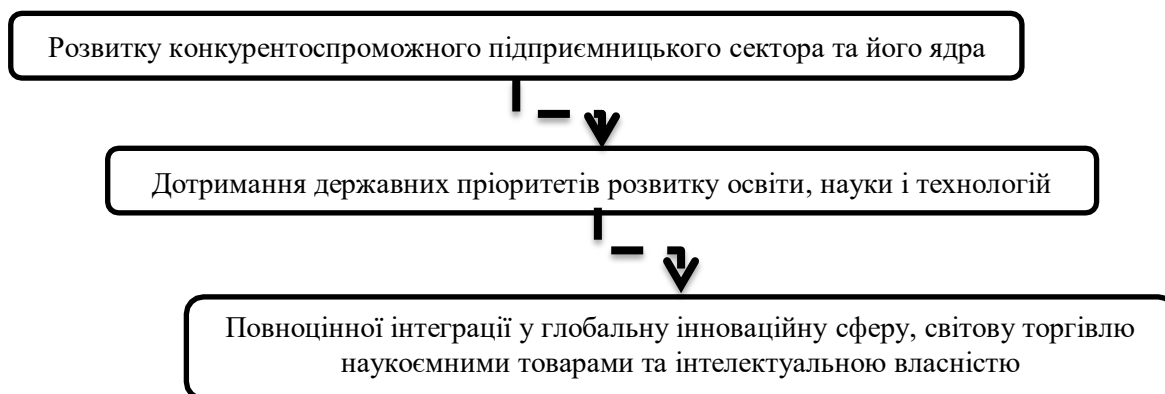 Розвитку конкурентоспроможного підприємницького сектора та його ядра
Дотримання державних пріоритетів розвитку освіти, науки і технологій
Повноцінної інтеграції у глобальну інноваційну сферу, світову торгівлю
наукоємними товарами та інтелектуальною власністю